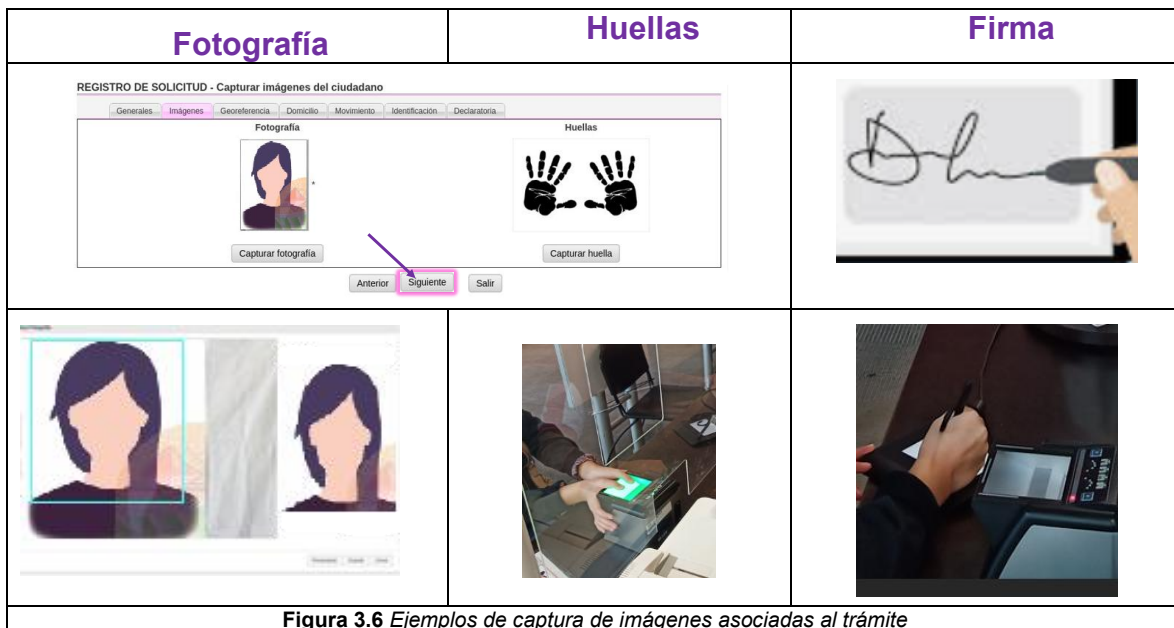 Fotografía
Huellas
Firma
REGISTRO DE SOLICITUD - Capturar imágenes del ciudadano
Generales Imágenes Georeferencia Domicilio Movimiento Identificación Declaratoria
Fotografía
Huellas
Capturar fotografía
Capturar huella
Anterior Siguiente Salir
Figura 3.6 Ejemplos de captura de imágenes asociadas al trámite